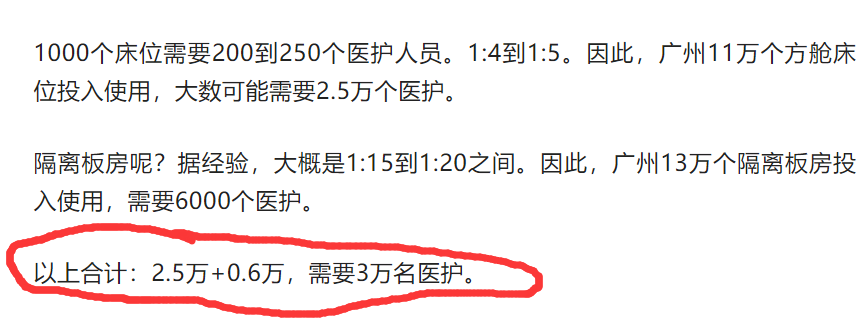 1000个床位需要200到250个医护人员。1:4到1:5。因此，广州11万个方舱床
位投入使用，大数可能需要2.5万个医护。
隔离板房呢？据经验，大概是1:15到1:20之间。因此，广州13万个隔离板房投
入使用，需要6000个医护。
以上合计：2.5万+0.6万，需要3万名医护。